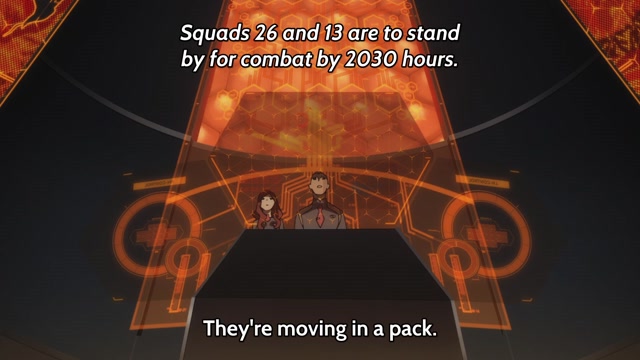 Squads 26 and 13 are to stand
by for combat by 2030 hours.
They're moving in a pack.